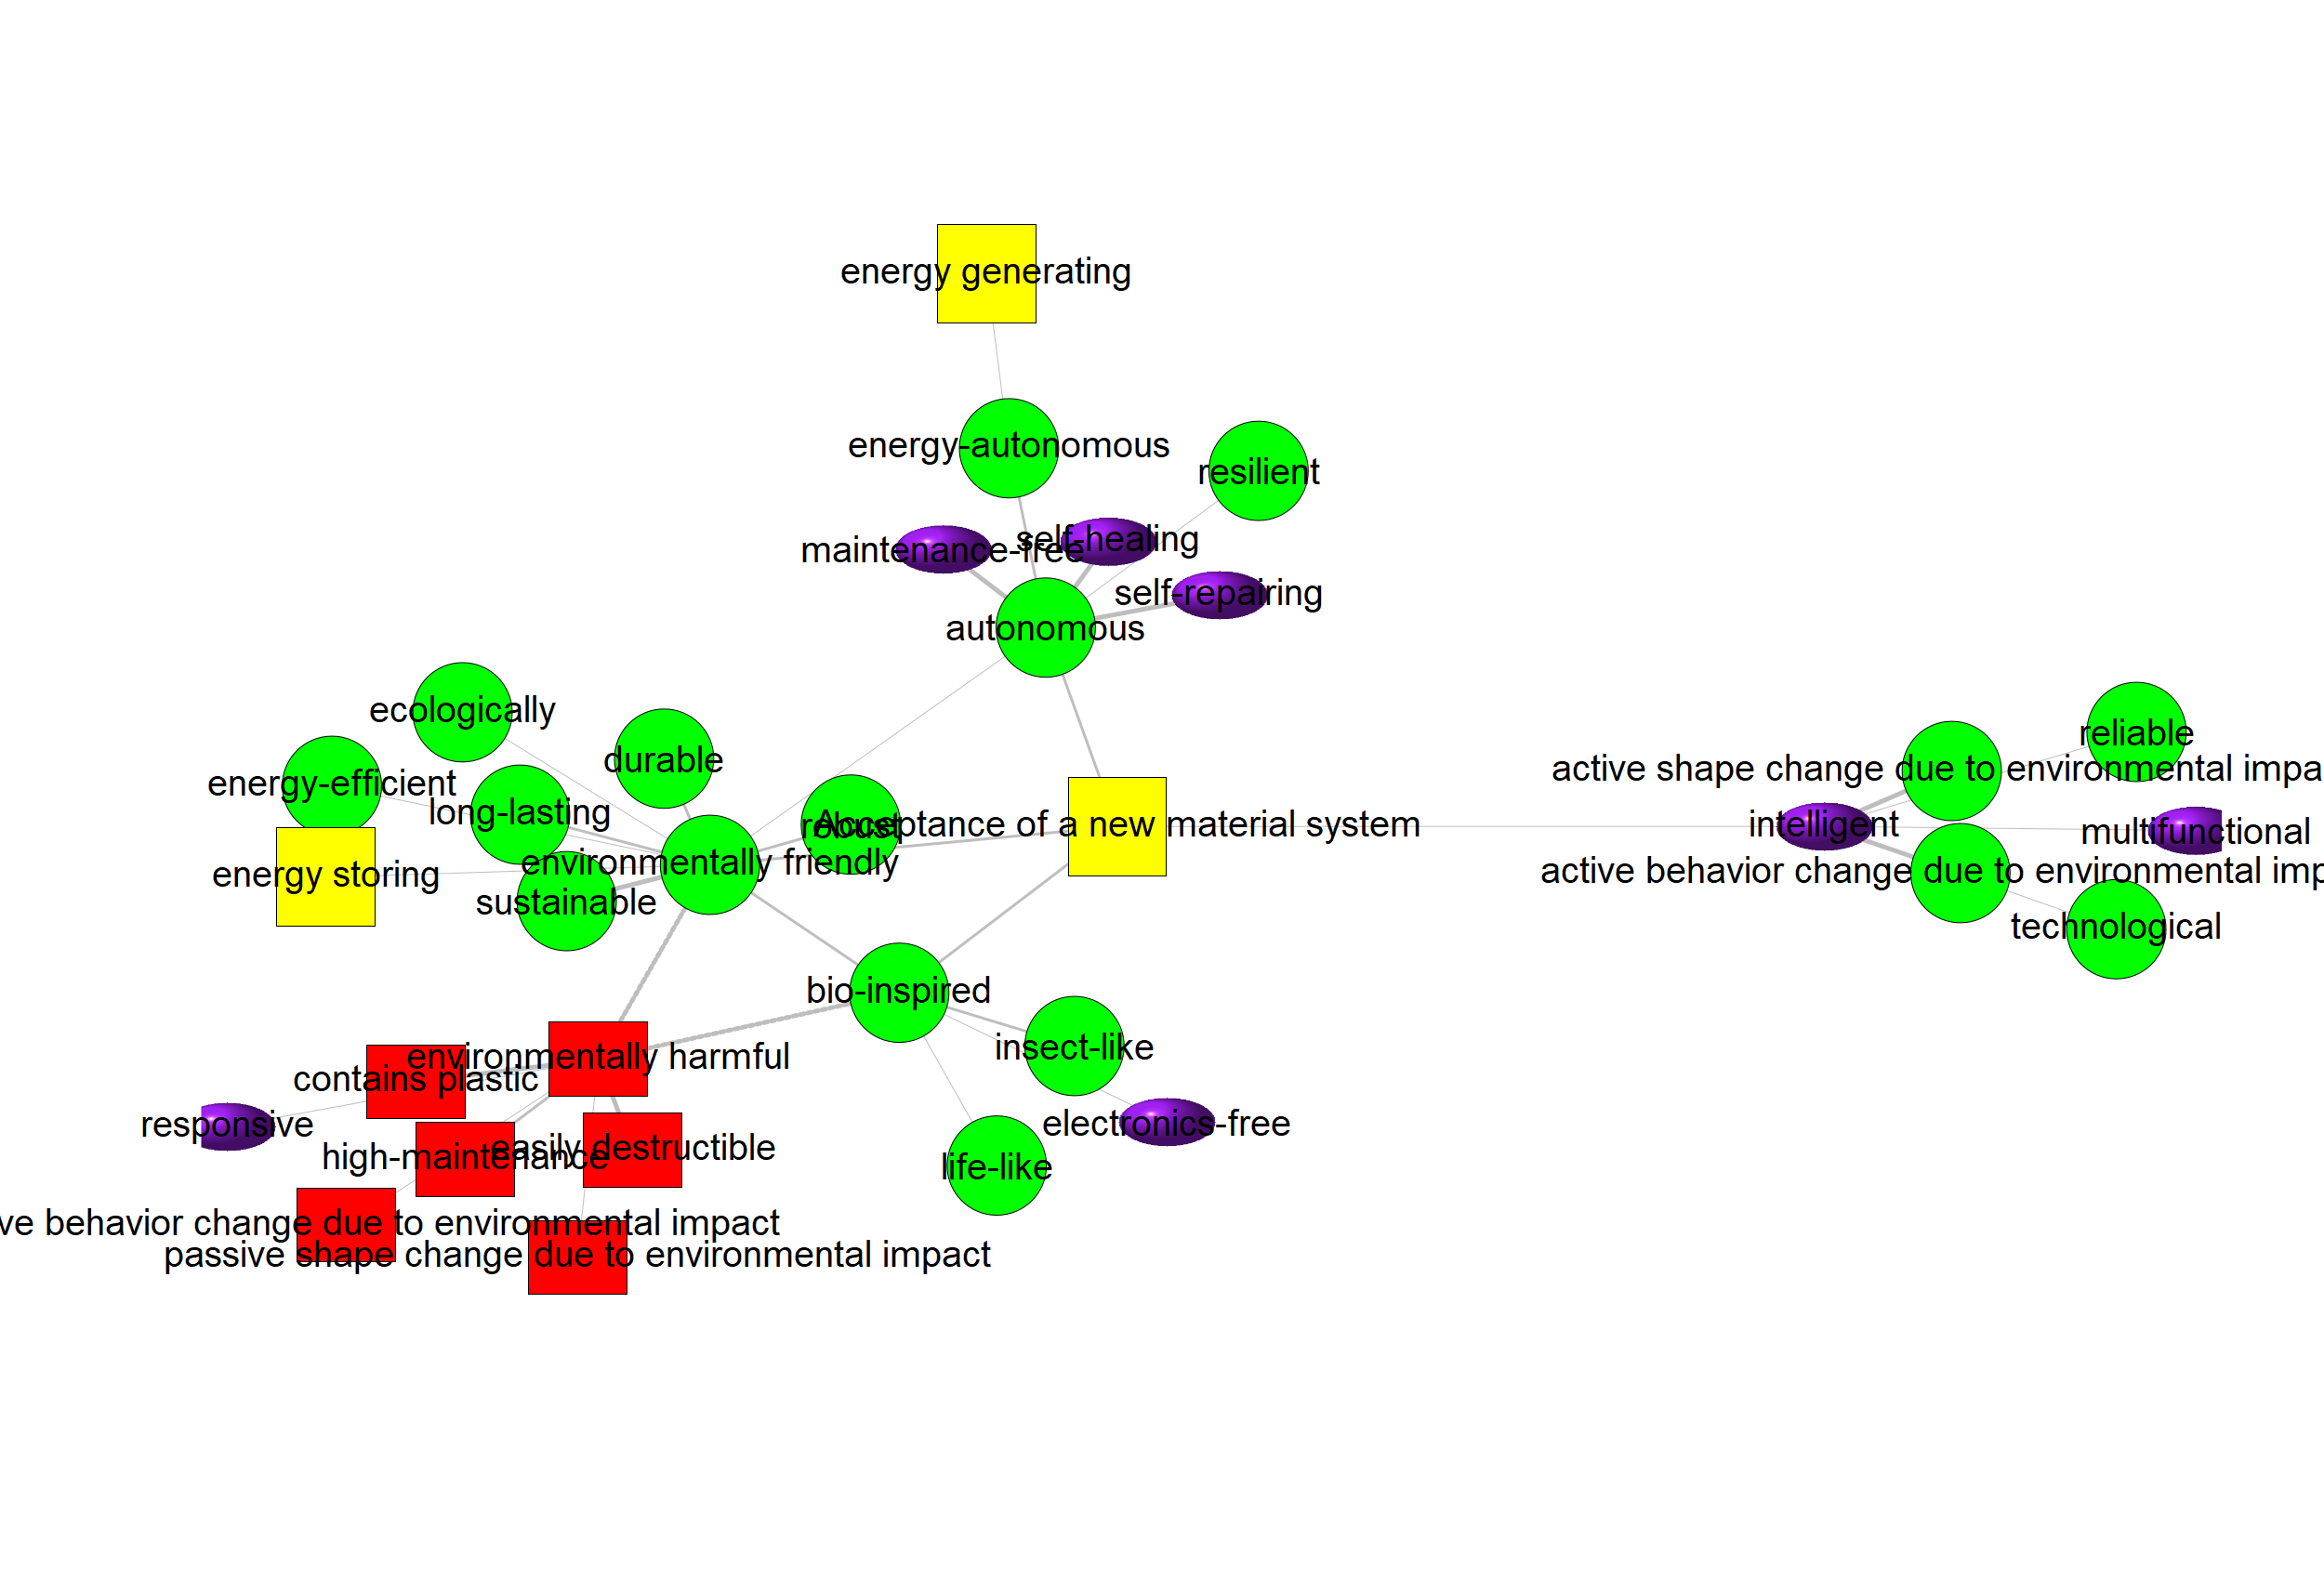 energy generating
energy-autonomous
resilient
self-healing
maintenance-free
self-repairing
autonomous
ecologically
reliable
durable
active shape change due to environmental impa
energy-efficient
long-lasting
robust
Acceptance of a new material system
intelligent
multifunctional
environmentally friendly
active behavior change due to environmental imp
energy storing
sustainable
technological
bio-inspired
insect-like
environmentally harmful
contains plastic
responsive
electronics-free
easily destructible
high-maintenance
life-like
ve behavior change due to environmental impact
passive shape change due to environmental impact